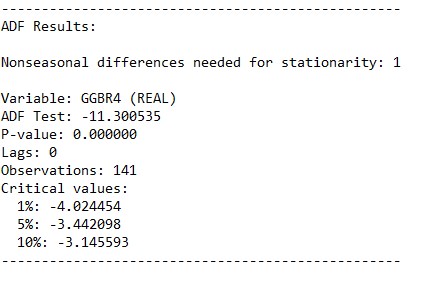 --------------------------------------------------
ADF Results:
Nonseasonal differences needed for stationarity: 1
Variable: GGBR4 (REAL)
ADF Test: -11.300535
P-value: 0.000000
Lags: 0
Observations: 141
Critical values:
  1%: -4.024454
  5%: -3.442098
  10%: -3.145593
--------------------------------------------------